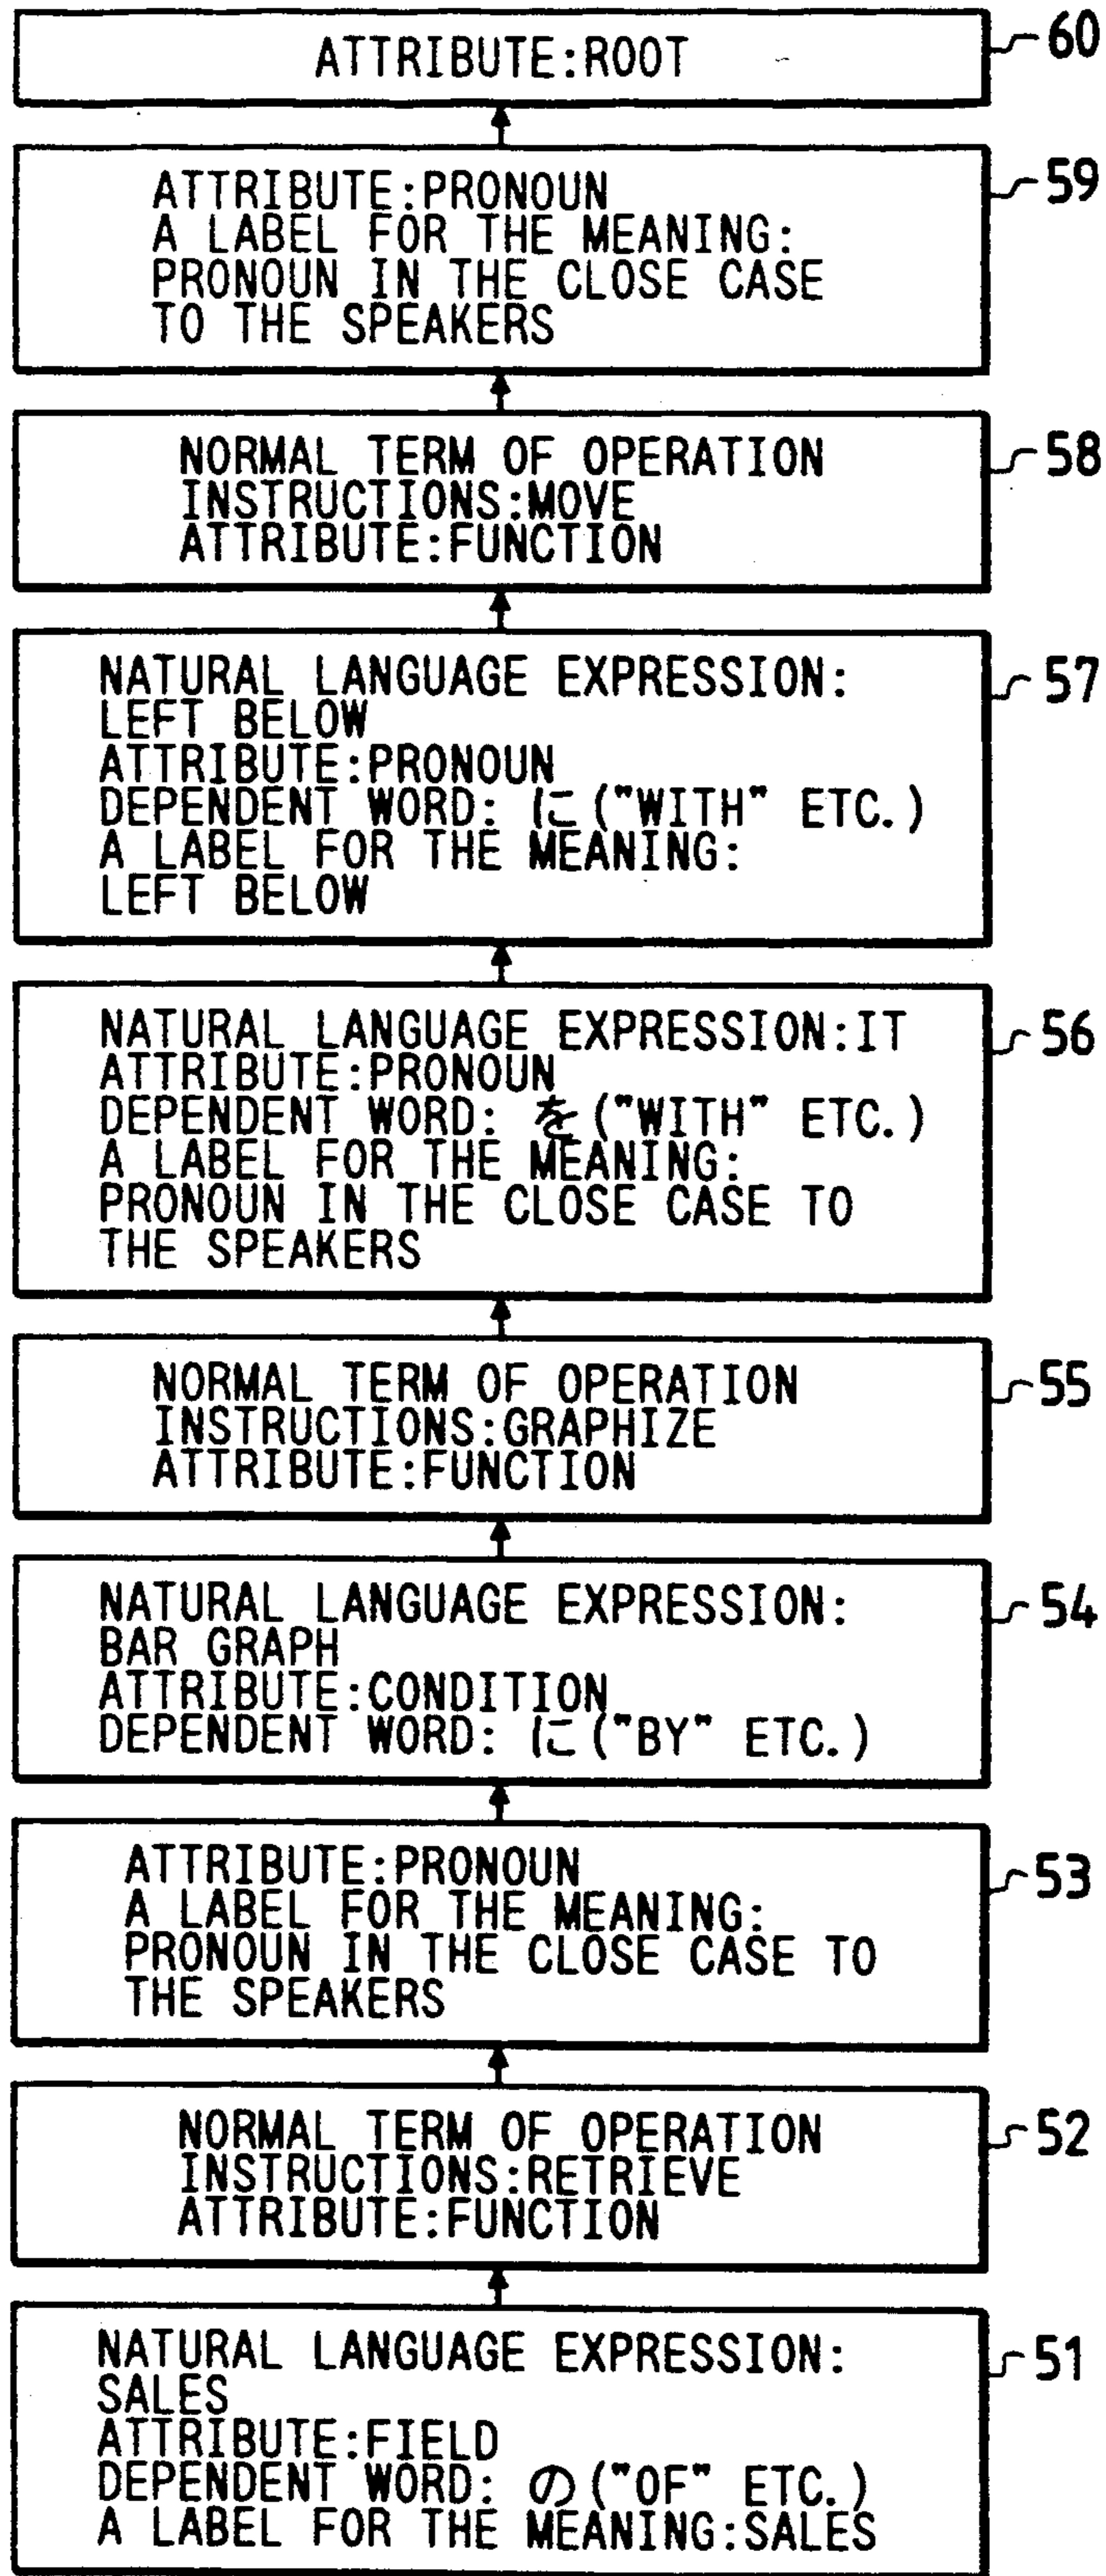 ATTRIBUTE:ROOT
60
ATTRIBUTE:PRONOUN
A LABEL FOR THE MEANING:
PRONOUN IN THE CLOSE CASE
TO THE SPEAKERS
59
NORMAL TERM OF OPERATION
INSTRUCTIONS:MOVE
ATTRIBUTE:FUNCTION
58
NATURAL LANGUAGE EXPRESSION:
LEFT BELOW
ATTRIBUTE:PRONOUN
DEPENDENT WORD: に("WITH" ETC.)
A LABEL FOR THE MEANING:
LEFT BELOW
57
NATURAL LANGUAGE EXPRESSION:IT
ATTRIBUTE:PRONOUN
DEPENDENT WORD: を("WITH" ETC.)
A LABEL FOR THE MEANING:
PRONOUN IN THE CLOSE CASE TO
THE SPEAKERS
56
NORMAL TERM OF OPERATION
INSTRUCTIONS:GRAPHIZE
ATTRIBUTE:FUNCTION
55
NATURAL LANGUAGE EXPRESSION:
BAR GRAPH
ATTRIBUTE:CONDITION
DEPENDENT WORD: に("BY" ETC.)
54
ATTRIBUTE:PRONOUN
A LABEL FOR THE MEANING:
PRONOUN IN THE CLOSE CASE TO
THE SPEAKERS
53
NORMAL TERM OF OPERATION
INSTRUCTIONS:RETRIEVE
ATTRIBUTE:FUNCTION
52
NATURAL LANGUAGE EXPRESSION:
SALES
ATTRIBUTE:FIELD
DEPENDENT WORD: の("OF" ETC.)
A LABEL FOR THE MEANING:SALES
51